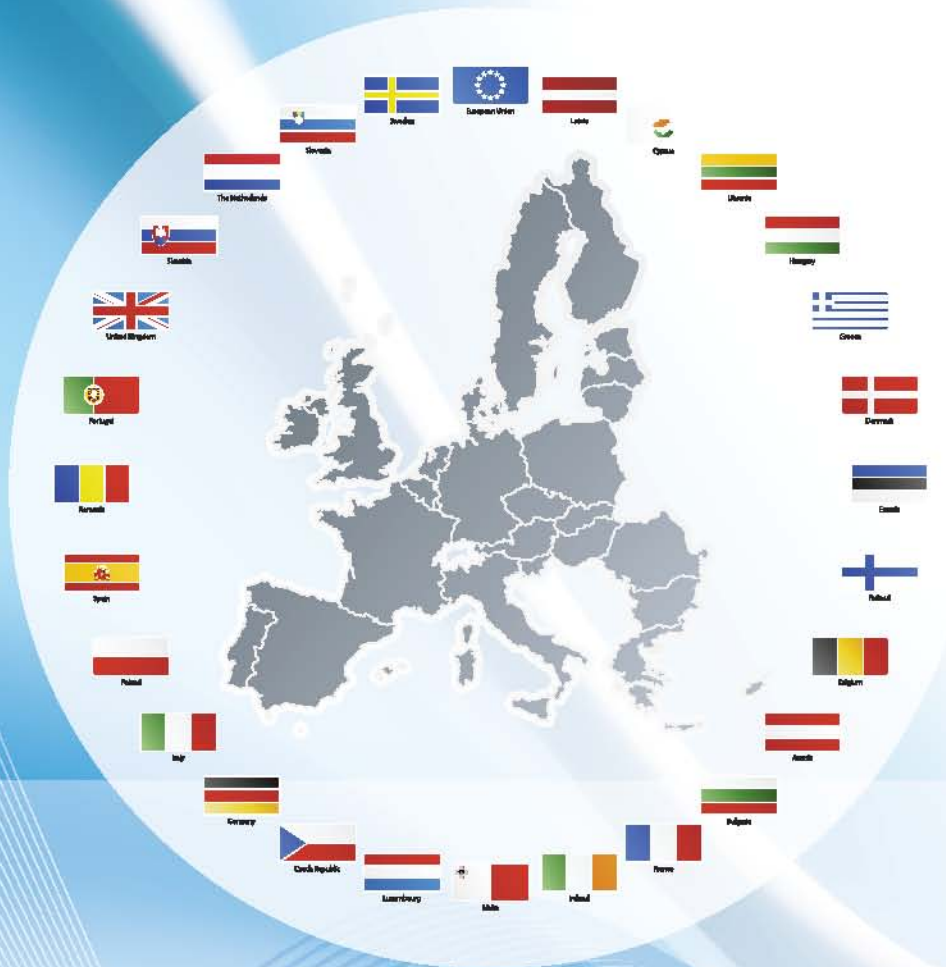 European Union
Latvia
Cyprus
Lithuania
Hungary
Greece
Denmark
Estonia
Finland
Belgium
Austria
Bulgaria
France
Ireland
Malta
Luxembourg
Czech Republic
Germany
Italy
Poland
Spain
Romania
Portugal
United Kingdom
Slovakia
The Netherlands
Slovenia
Sweden